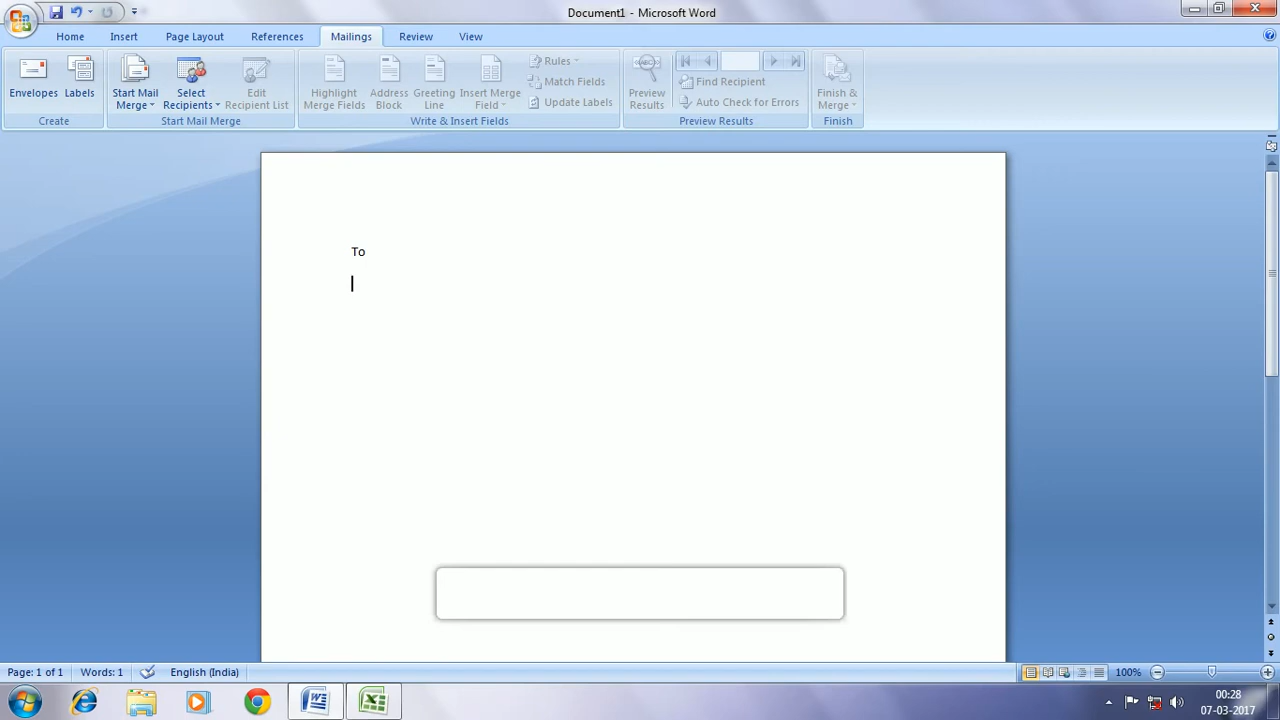 Document1 - Microsoft Word
Home Insert Page Layout References Mailings Review View
Envelopes
Labels
Create
Start Mail
Merge
Select
Recipients
Edit
Recipient List
Start Mail Merge
Highlight
Merge Fields
Address
Block
Greeting
Line
Insert Merge
Field
Rules
Match Fields
Update Labels
Write & Insert Fields
Preview
Results
Find Recipient
Auto Check for Errors
Preview Results
Finish &
Merge
Finish
To
Page: 1 of 1 Words: 1 English (India) 100%
00:28
07-03-2017